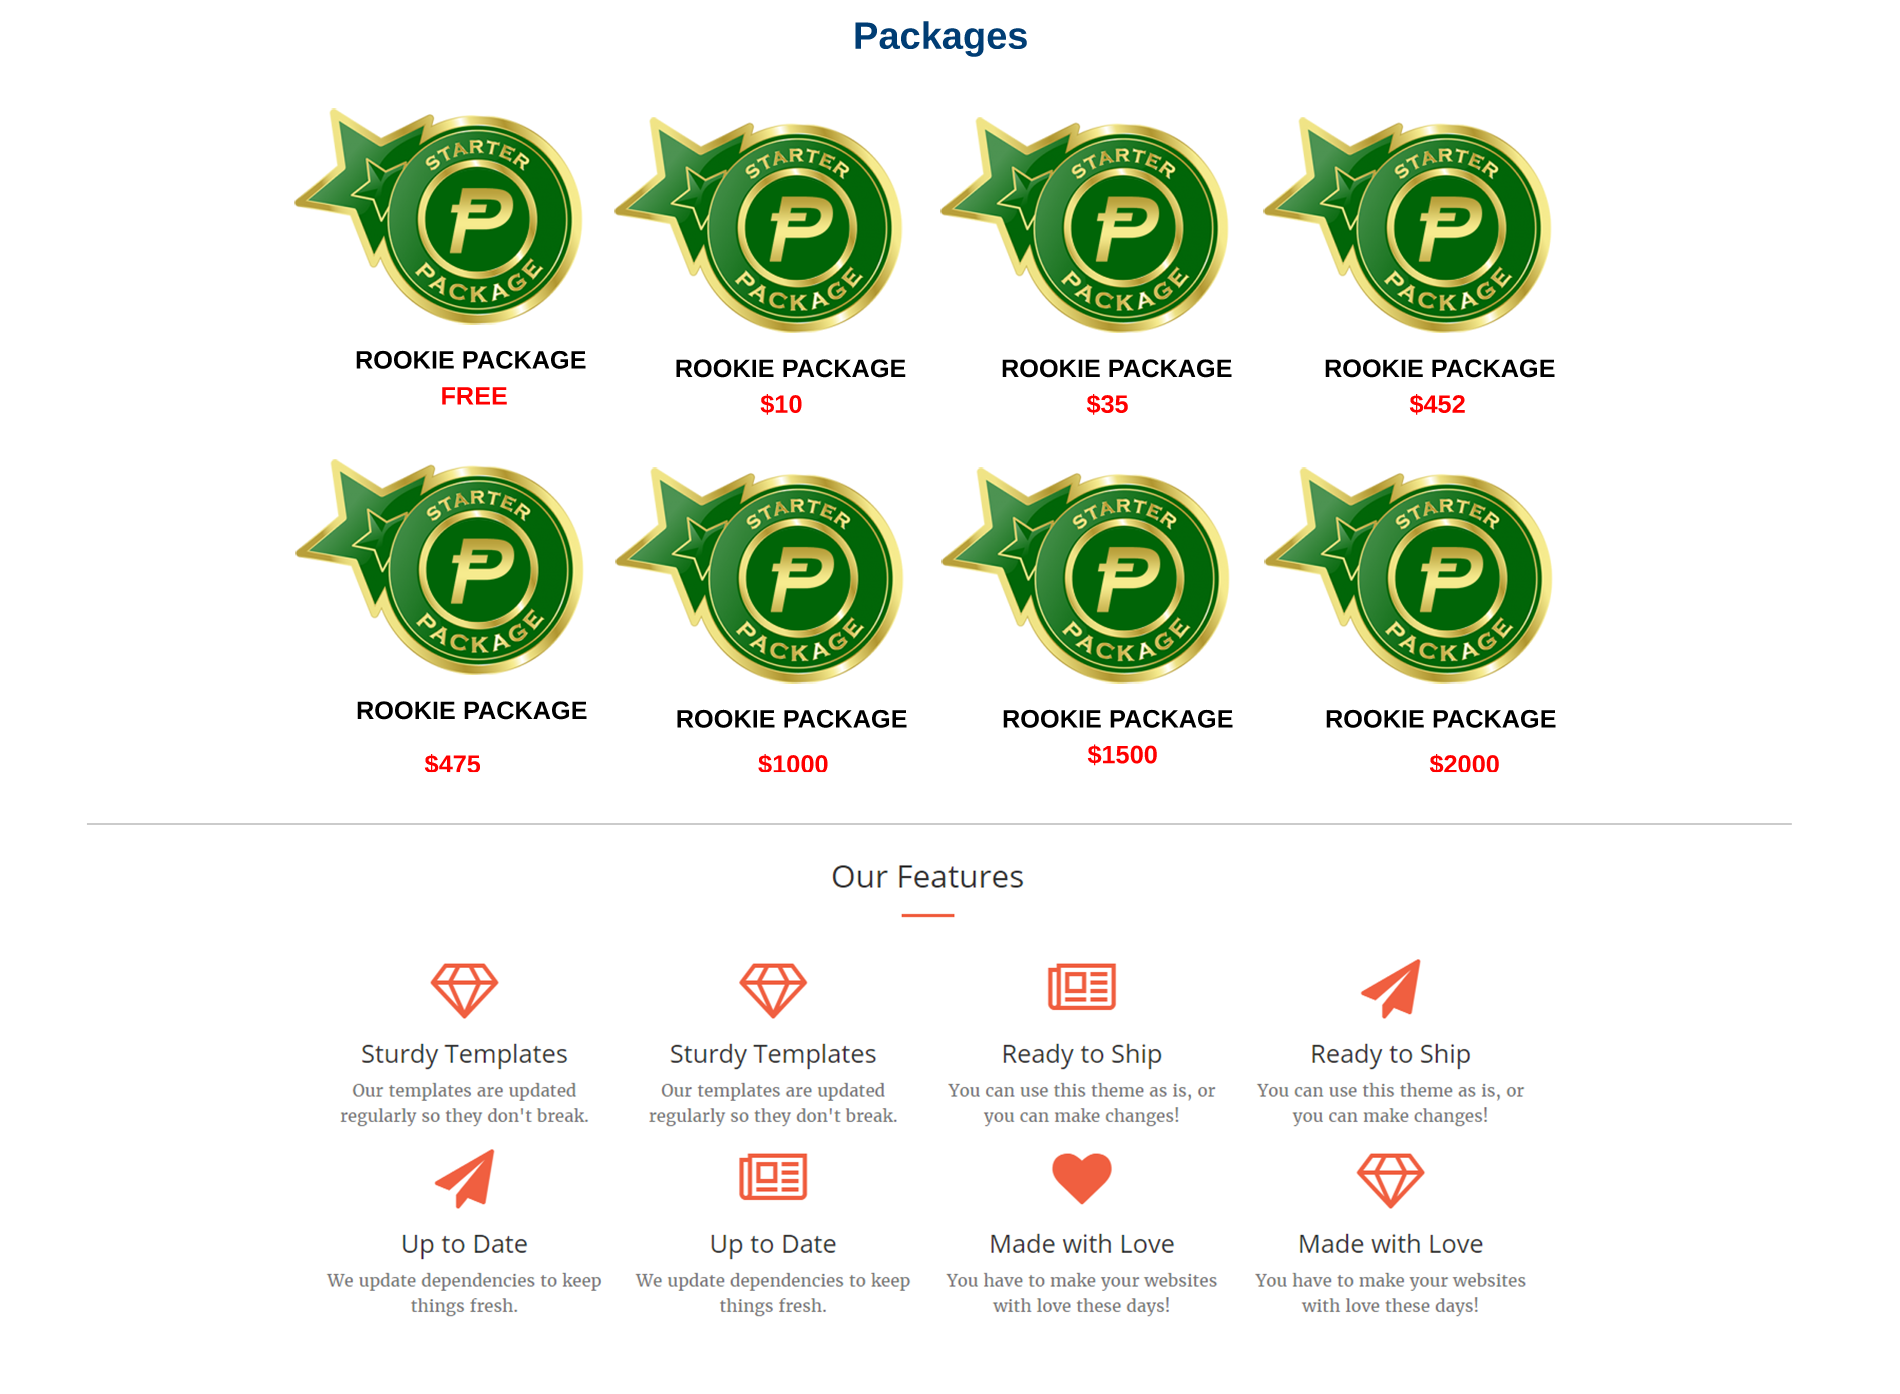 Packages
STARTER
P
PACKAGE
STARTER
P
PACKAGE
STARTER
P
PACKAGE
STARTER
P
PACKAGE
ROOKIE PACKAGE
FREE
ROOKIE PACKAGE
$10
ROOKIE PACKAGE
$35
ROOKIE PACKAGE
$452
STARTER
P
PACKAGE
STARTER
P
PACKAGE
STARTER
P
PACKAGE
STARTER
P
PACKAGE
ROOKIE PACKAGE
$475
ROOKIE PACKAGE
$1000
ROOKIE PACKAGE
$1500
ROOKIE PACKAGE
$2000
Our Features
Sturdy Templates
Our templates are updated
regularly so they don't break.
Sturdy Templates
Our templates are updated
regularly so they don't break.
Ready to Ship
You can use this theme as is, or
you can make changes!
Ready to Ship
You can use this theme as is, or
you can make changes!
Up to Date
We update dependencies to keep
things fresh.
Up to Date
We update dependencies to keep
things fresh.
Made with Love
You have to make your websites
with love these days!
Made with Love
You have to make your websites
with love these days!